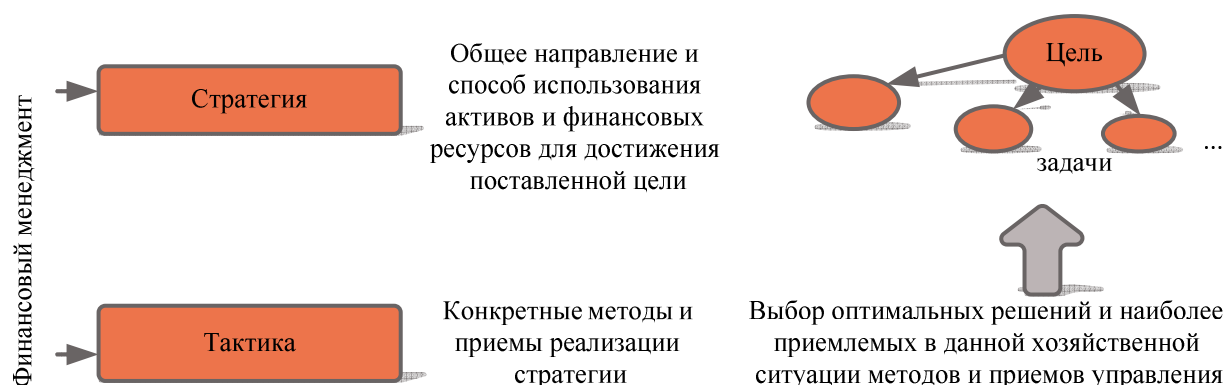 Финансовый менеджмент
Стратегия
Общее направление и
способ использования
активов и финансовых
ресурсов для достижения
поставленной цели
Цель
...
задачи
Тактика
Конкретные методы и
приемы реализации
стратегии
Выбор оптимальных решений и наиболее
приемлемых в данной хозяйственной
ситуации методов и приемов управления